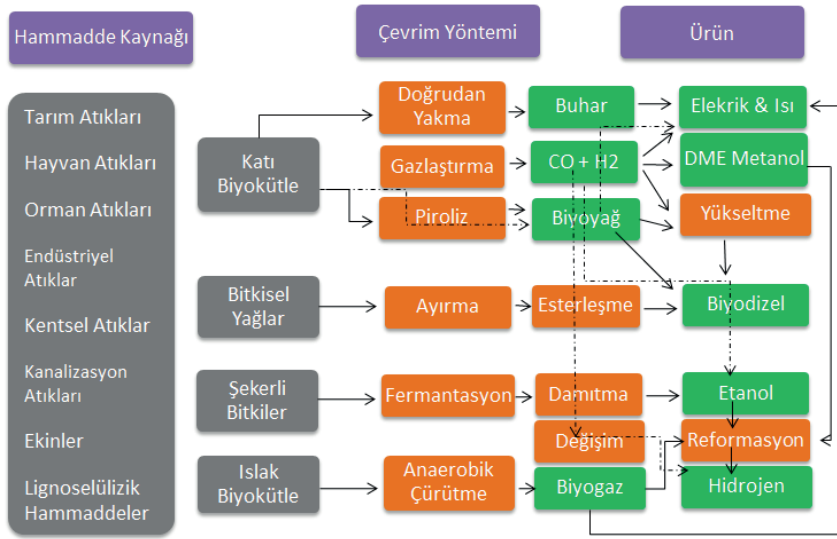 Hammadde Kaynağı
Çevrim Yöntemi
Ürün
Tarım Atıkları
Hayvan Atıkları
Orman Atıkları
Endüstriyel
Atıklar
Kentsel Atıklar
Kanalizasyon
Atıkları
Ekinler
Lignoselülizik
Hammaddeler
Katı
Biyokütle
Bitkisel
Yağlar
Şekerli
Bitkiler
Islak
Biyokütle
Doğrudan
Yakma
Gazlaştırma
Piroliz
Ayırma
Fermantasyon
Anaerobik
Çürütme
Buhar
CO + H2
Biyoyağ
Esterleşme
Damıtma
Değişim
Biyogaz
Elekrik & Isı
DME Metanol
Yükseltme
Biyodizel
Etanol
Reformasyon
Hidrojen